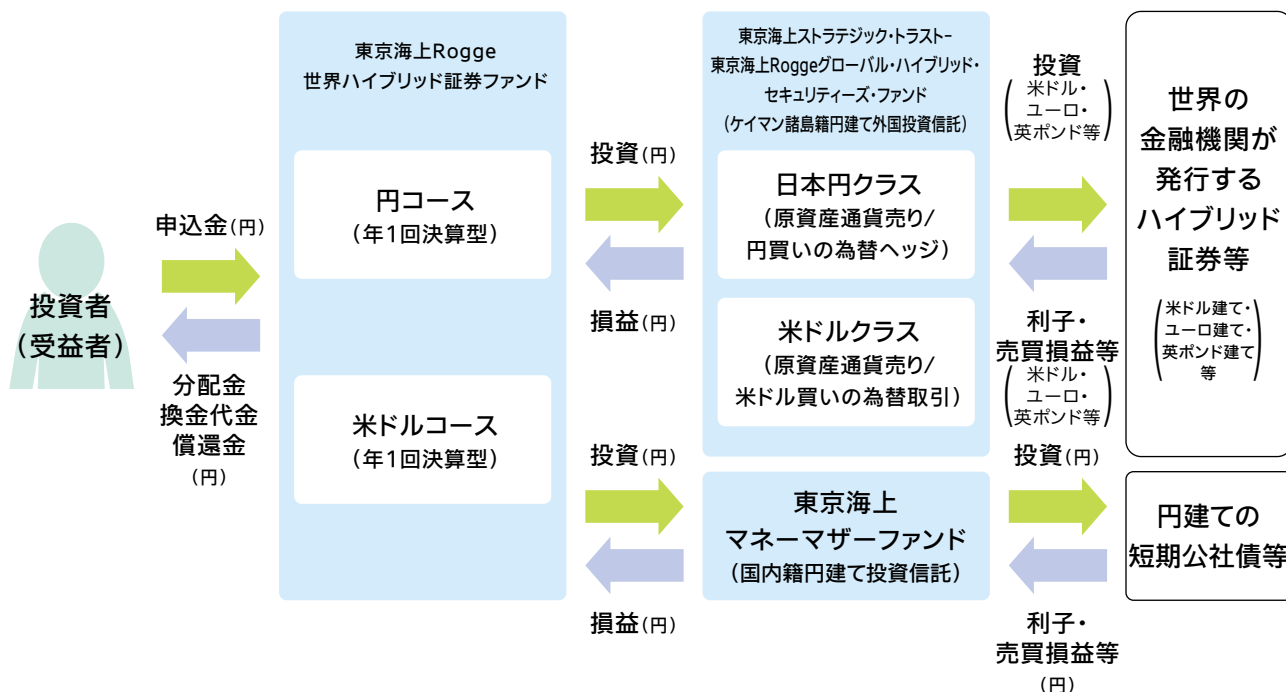 投資者
(受益者)
申込金(円)
分配金
換金代金
償還金
(円)
東京海上Rogge
世界ハイブリッド証券ファンド
円コース
(年1回決算型)
米ドルコース
(年1回決算型)
投資(円)
損益(円)
投資(円)
損益(円)
東京海上ストラテジック・トラスト-
東京海上Roggeグローバル・ハイブリッド・
セキュリティーズ・ファンド
(ケイマン諸島籍円建て外国投資信託)
日本円クラス
(原資産通貨売り/
円買いの為替ヘッジ)
米ドルクラス
(原資産通貨売り/
米ドル買いの為替取引)
東京海上
マネーマザーファンド
(国内籍円建て投資信託)
投資
(米ドル・
ユーロ・
英ポンド等)
利子・
売買損益等
(米ドル・
ユーロ・
英ポンド等)
投資(円)
利子・
売買損益等
(円)
世界の
金融機関が
発行する
ハイブリッド
証券等
(米ドル建て・
ユーロ建て・
英ポンド建て
等)
円建ての
短期公社債等